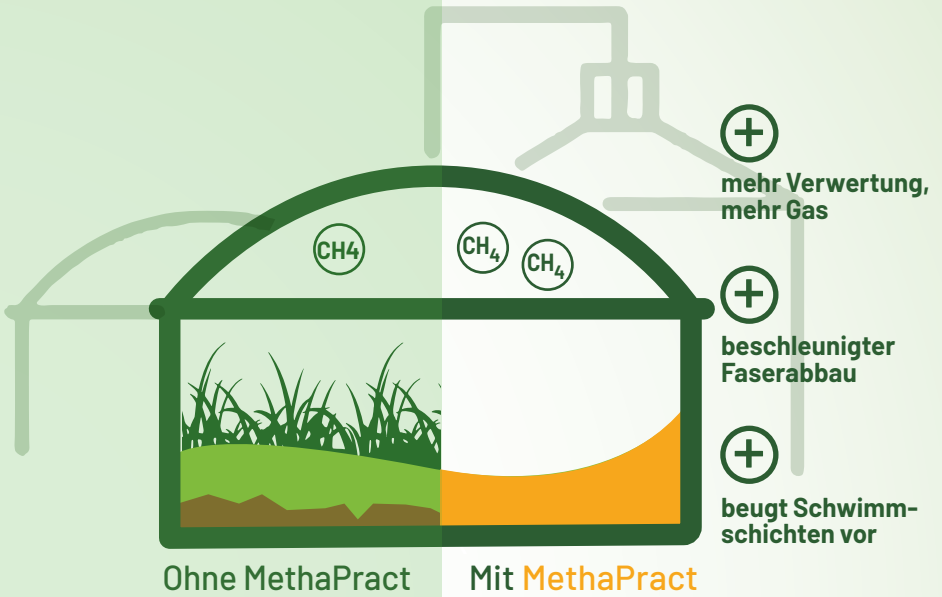 CH4
CH₄
CH₄
mehr Verwertung,
mehr Gas
beschleunigter
Faserabbau
beugt Schwimm-
schichten vor
Ohne MethaPract
Mit MethaPract